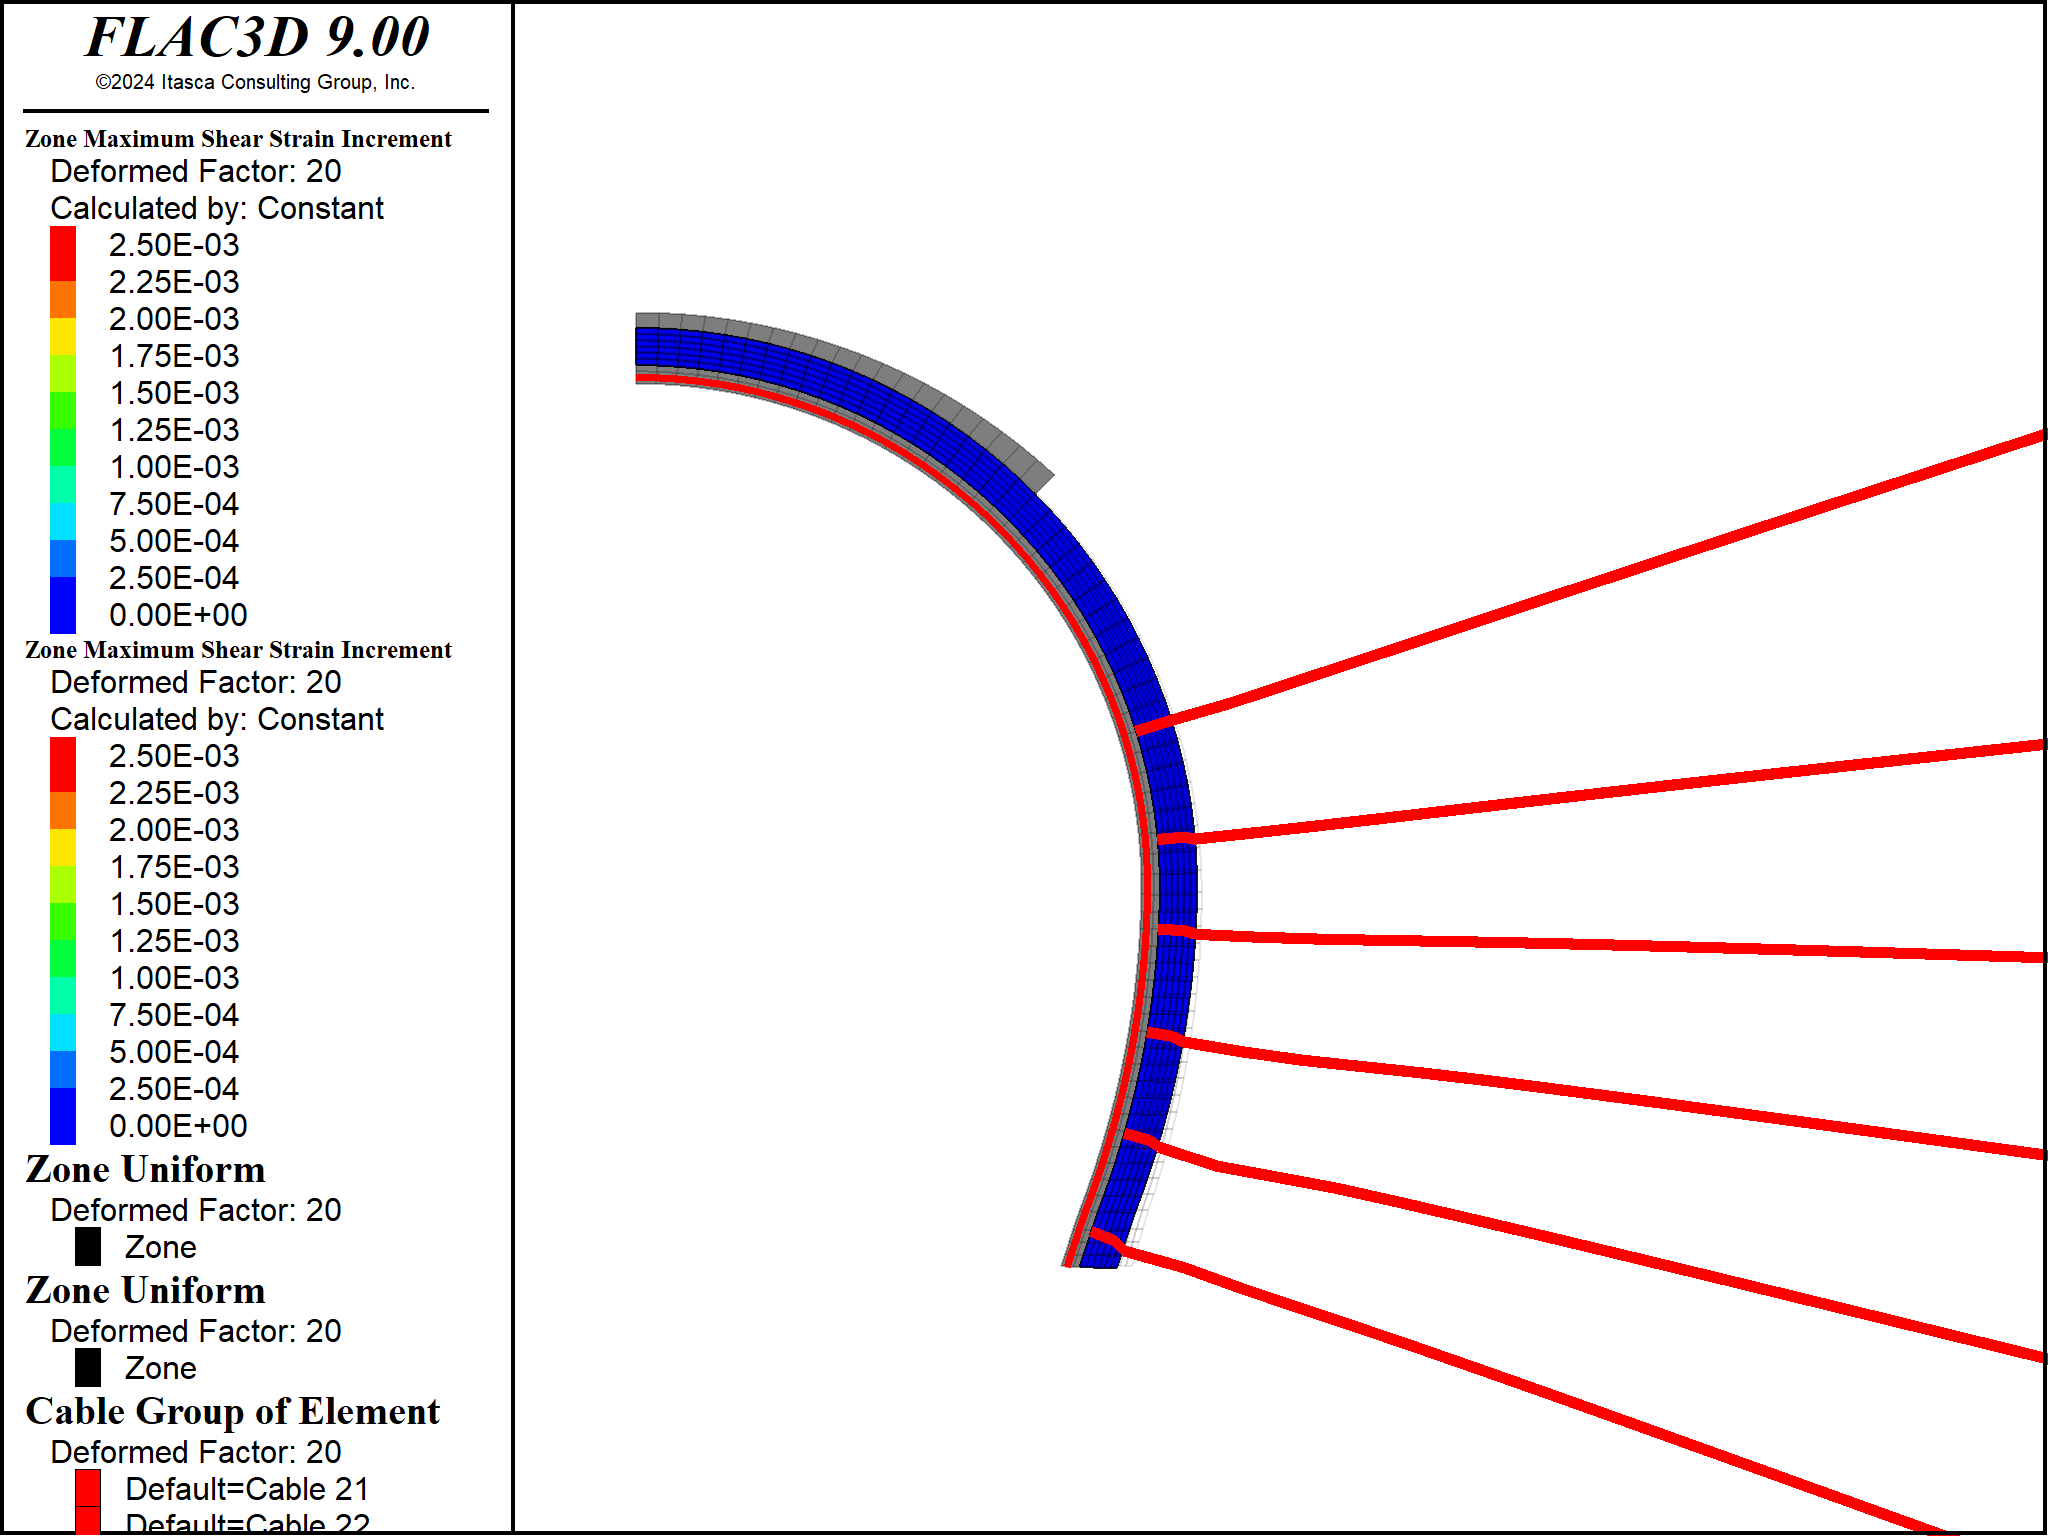 FLAC3D 9.00
©2024 Itasca Consulting Group, Inc.
Zone Maximum Shear Strain Increment
Deformed Factor: 20
Calculated by: Constant
2.50E-03
2.25E-03
2.00E-03
1.75E-03
1.50E-03
1.25E-03
1.00E-03
7.50E-04
5.00E-04
2.50E-04
0.00E+00
Zone Maximum Shear Strain Increment
Deformed Factor: 20
Calculated by: Constant
2.50E-03
2.25E-03
2.00E-03
1.75E-03
1.50E-03
1.25E-03
1.00E-03
7.50E-04
5.00E-04
2.50E-04
0.00E+00
Zone Uniform
Deformed Factor: 20
Zone
Zone Uniform
Deformed Factor: 20
Zone
Cable Group of Element
Deformed Factor: 20
Default=Cable 21
Default=Cable 22